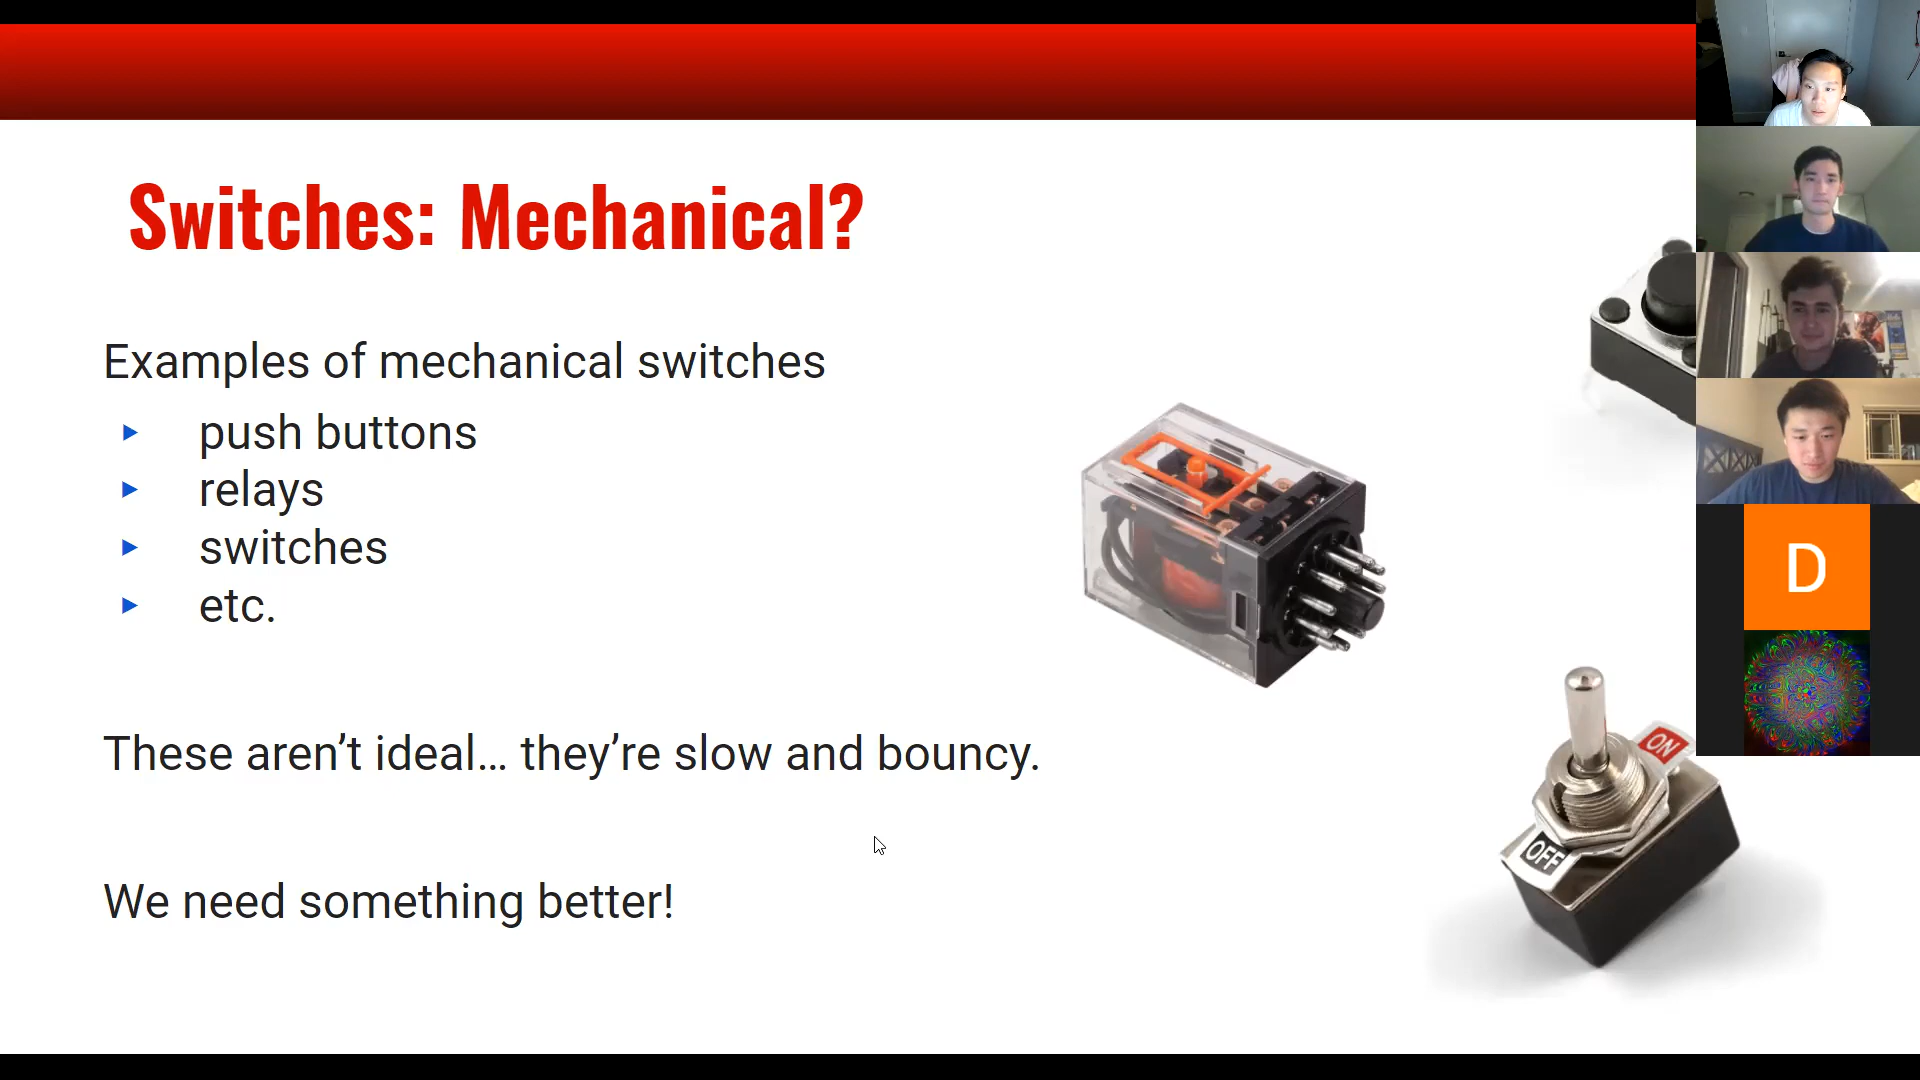 Switches: Mechanical?
Examples of mechanical switches
push buttons
relays
switches
etc.
These aren’t ideal… they’re slow and bouncy.
We need something better!
ON
OFF
D